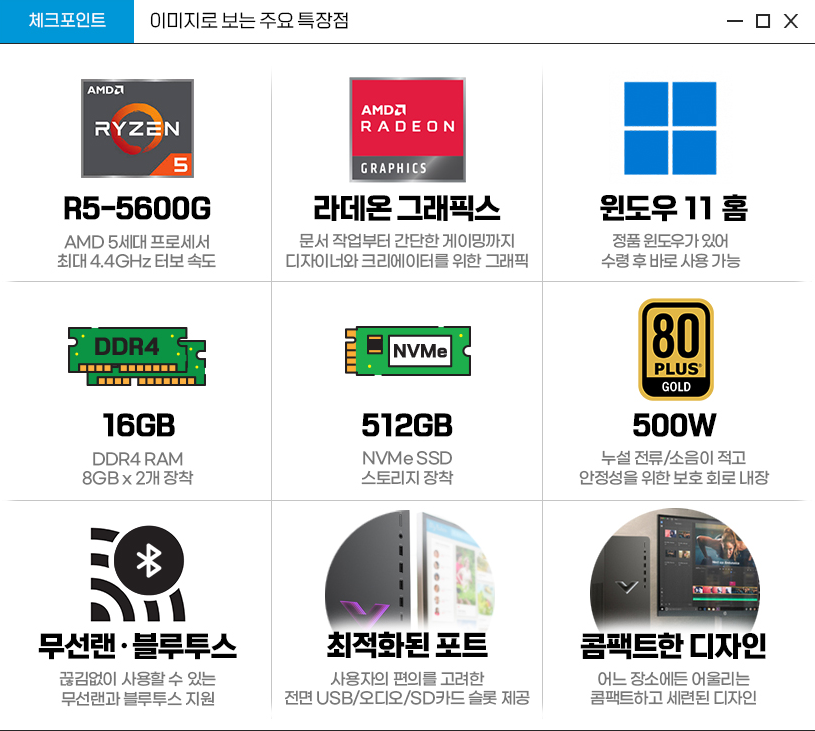 체크포인트
이미지로 보는 주요 특장점
AMD
RYZEN
5
R5-5600G
AMD 5세대 프로세서
최대 4.4GHz 터보 속도
AMD
RADEON
GRAPHICS
라데온 그래픽스
문서 작업부터 간단한 게이밍까지
디자이너와 크리에이터를 위한 그래픽
윈도우 11 홈
정품 윈도우가 있어
수령 후 바로 사용 가능
DDR4
16GB
DDR4 RAM
8GB x 2개 장착
NVMe
512GB
NVMe SSD
스토리지 장착
80
PLUS
GOLD
500W
누설 전류/소음이 적고
안정성을 위한 보호 회로 내장
무선랜·블루투스
끊김없이 사용할 수 있는
무선랜과 블루투스 지원
최적화된 포트
사용자의 편의를 고려한
전면 USB/오디오/SD카드 슬롯 제공
콤팩트한 디자인
어느 장소에든 어울리는
콤팩트하고 세련된 디자인